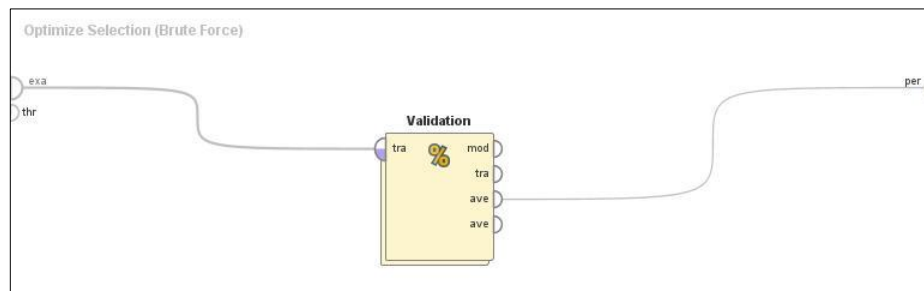 Optimize Selection (Brute Force)
exa
per
thr
Validation
tra
mod
tra
ave
ave